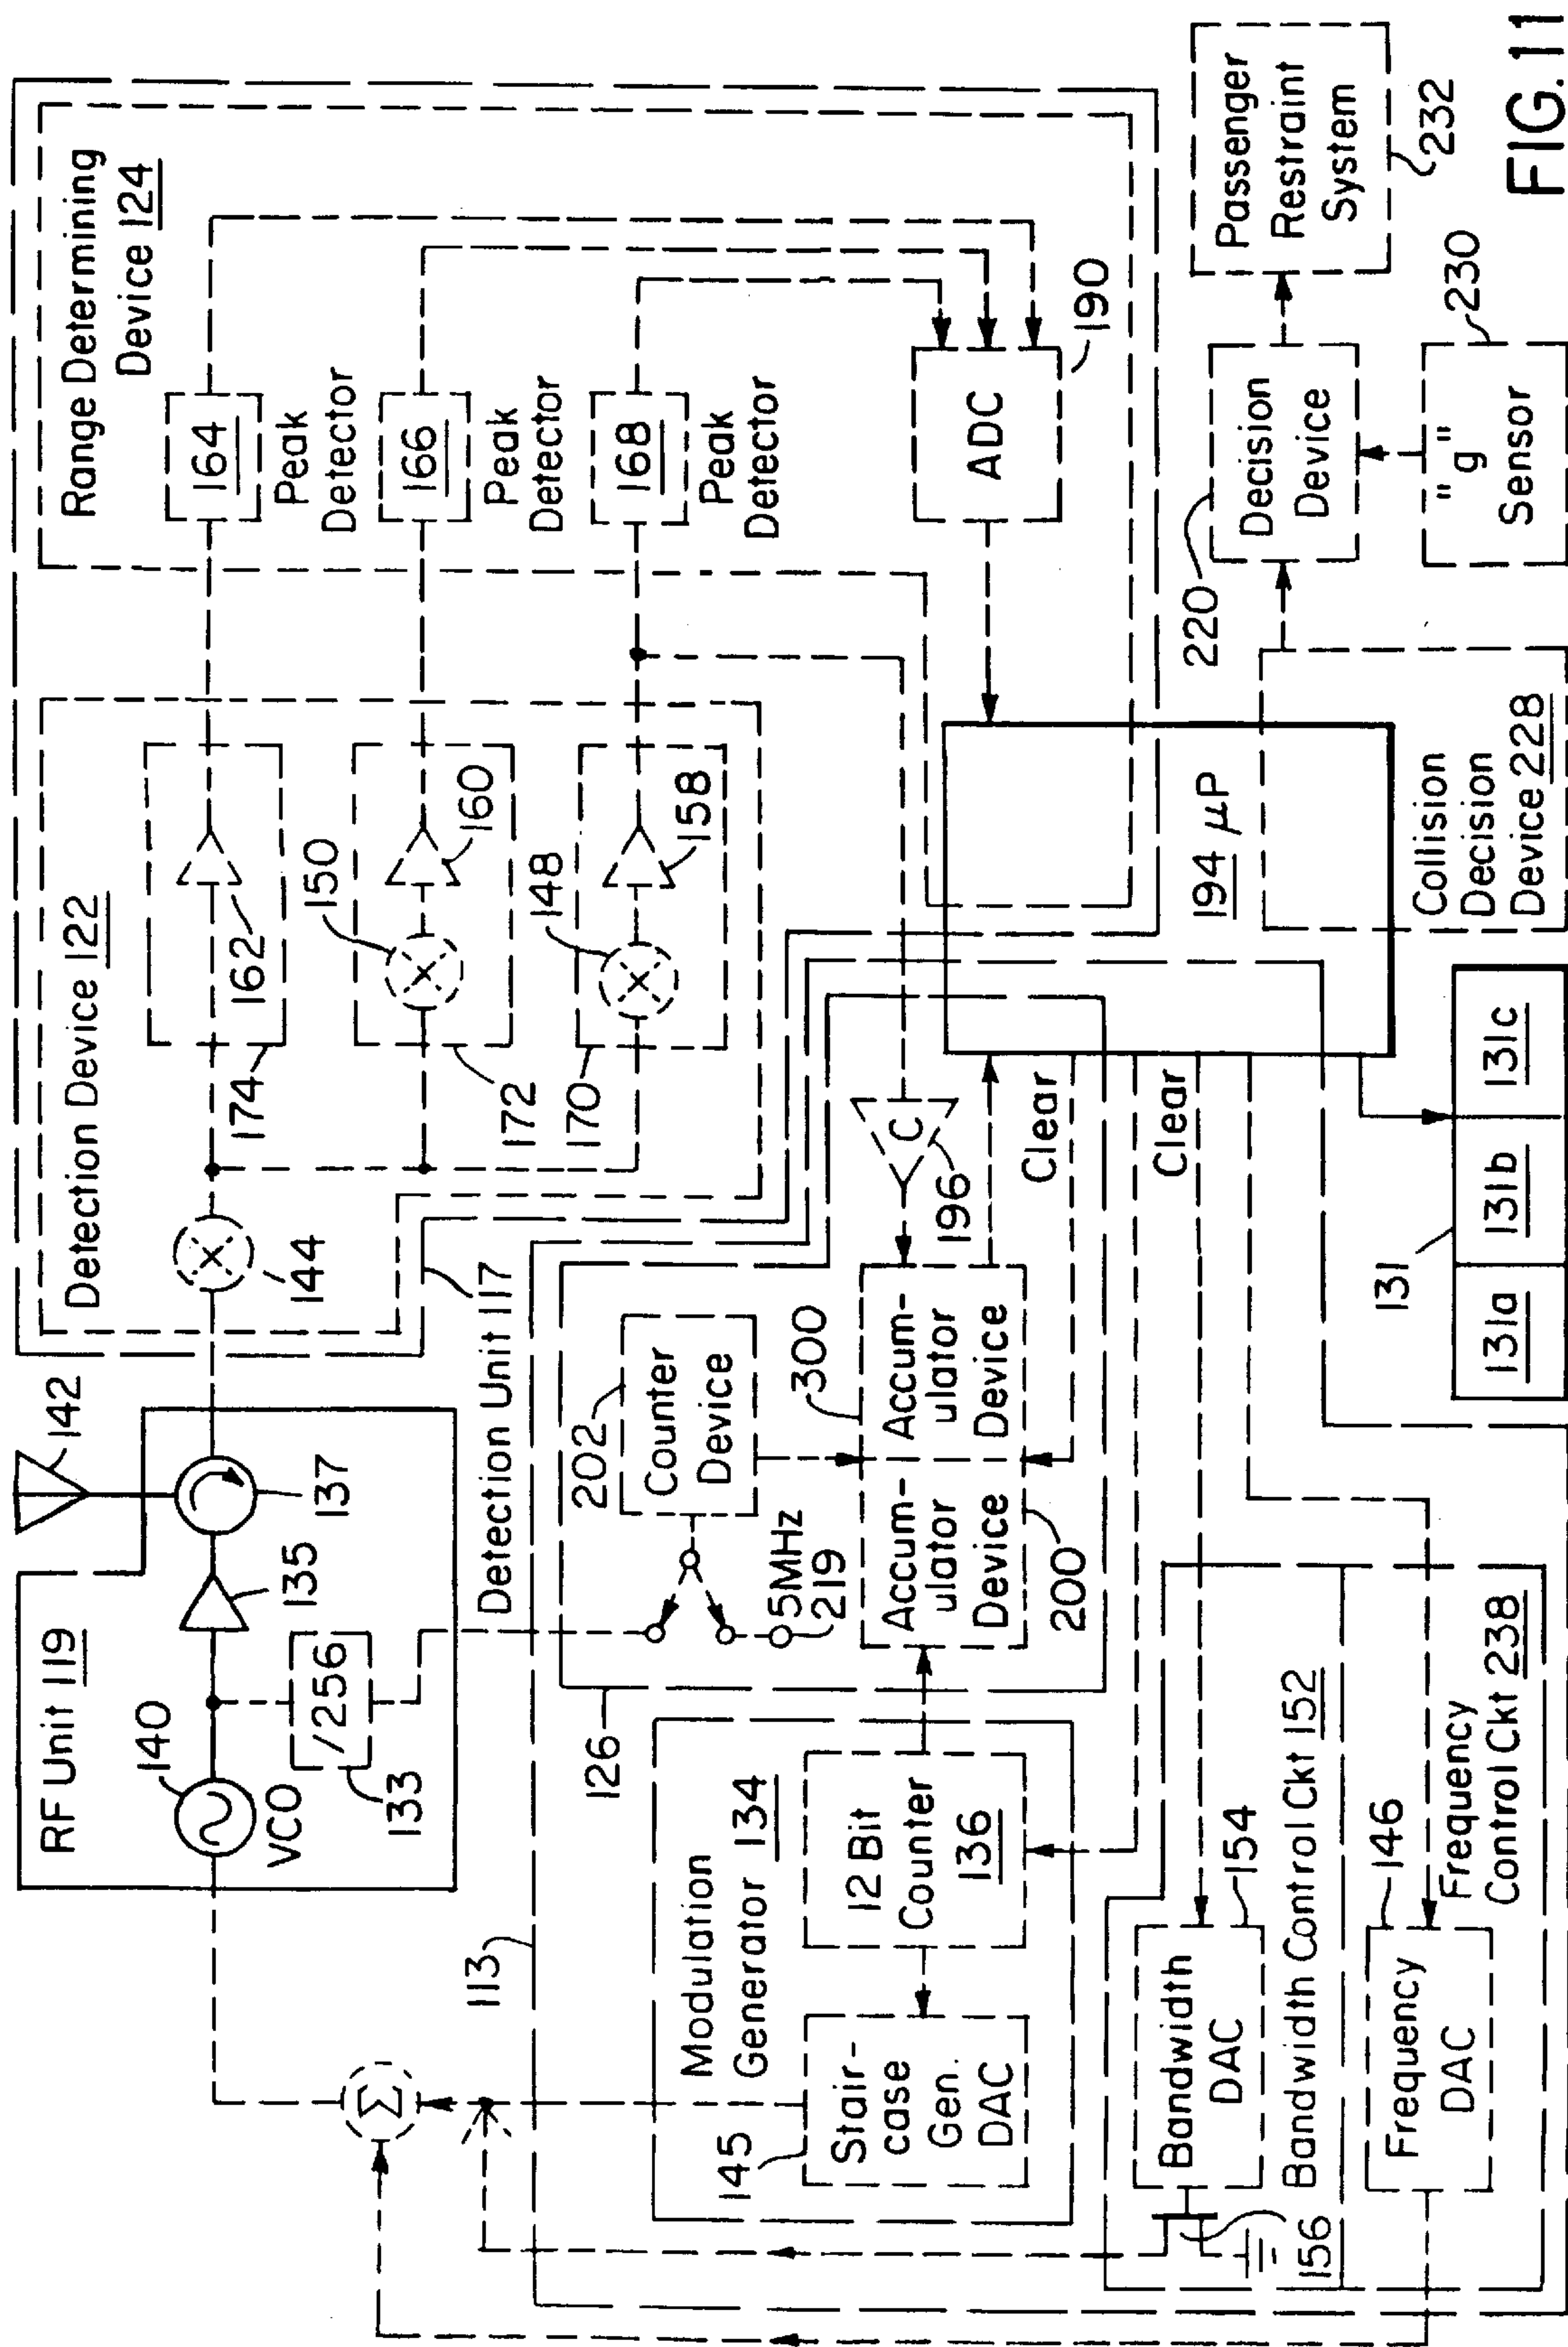 RF Unit 119
140
VCO
135
137
142
/256
133
Detection Device 122
144
174
162
150
160
172
148
158
170
Detection Unit 117
Range Determining
Device 124
164
Peak
Detector
166
Peak
Detector
168
Peak
Detector
ADC
190
113
126
Modulation
Generator 134
145
Stair-
case
Gen.
DAC
12 Bit
Counter
136
202
Counter
Device
5MHz
219
300
Accum-
ulator
Device
Accum-
ulator
Device
200
C
196
Clear
Clear
194 μP
Σ
156
Bandwidth
DAC
154
Bandwidth Control Ckt 152
Frequency
DAC
146
Frequency
Control Ckt 238
131
131a
131b
131c
Collision
Decision
Device 228
220
Decision
Device
"g"
Sensor
230
Passenger
Restraint
System
232
FIG.11